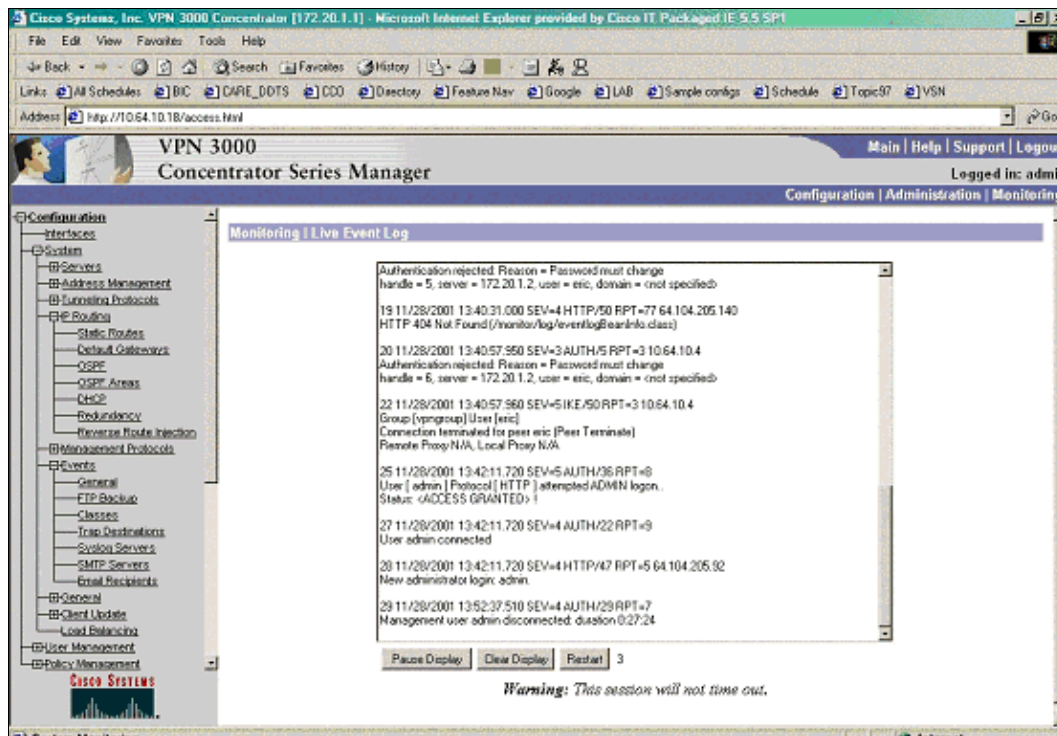 Cisco Systems, Inc. VPN 3000 Concentrator [172.20.1.1] - Microsoft Internet Explorer provided by Cisco IT Packaged IE 5.5 SP1
File Edit View Favorites Tools Help
Back Search Favorites History
Links All Schedules BIC CARE_DDTS CCO Directory Feature Nav Google LAB Sample configs Schedule Topic97 VSN
Address http://10.64.10.18/access.html Go
VPN 3000
Concentrator Series Manager
Main | Help | Support | Logou
Logged in: admi
Configuration | Administration | Monitoring
Configuration
Interfaces
System
Servers
Address Management
Tunneling Protocols
IP Routing
Static Routes
Default Gateways
OSPF
OSPF Areas
DHCP
Redundancy
Reverse Route Injection
Management Protocols
Events
General
FTP Backup
Classes
Trap Destinations
Syslog Servers
SMTP Servers
Email Recipients
General
Client Update
Load Balancing
User Management
Policy Management
CISCO SYSTEMS
Monitoring | Live Event Log
Authentication rejected: Reason = Password must change
handle = 5, server = 172.20.1.2, user = eric, domain = <not specified>
19 11/28/2001 13:40:31.000 SEV=4 HTTP/50 RPT=77 64.104.205.140
HTTP 404 Not Found (/monitor/log/eventlogBeanInfo.class)
20 11/28/2001 13:40:57.950 SEV=3 AUTH/5 RPT=3 10.64.10.4
Authentication rejected: Reason = Password must change
handle = 6, server = 172.20.1.2, user = eric, domain = <not specified>
22 11/28/2001 13:40:57.960 SEV=5 IKE/50 RPT=3 10.64.10.4
Group [vpngroup] User [eric]
Connection terminated for peer eric (Peer Terminate)
Remote Proxy N/A, Local Proxy N/A
25 11/28/2001 13:42:11.720 SEV=5 AUTH/36 RPT=8
User [ admin ] Protocol [ HTTP ] attempted ADMIN logon..
Status: <ACCESS GRANTED> !
27 11/28/2001 13:42:11.720 SEV=4 AUTH/22 RPT=9
User admin connected
28 11/28/2001 13:42:11.720 SEV=4 HTTP/47 RPT=5 64.104.205.92
New administrator login: admin.
29 11/28/2001 13:52:37.510 SEV=4 AUTH/29 RPT=7
Management user admin disconnected: duration 0:27:24
Pause Display Clear Display Restart 3
Warning: This session will not time out.